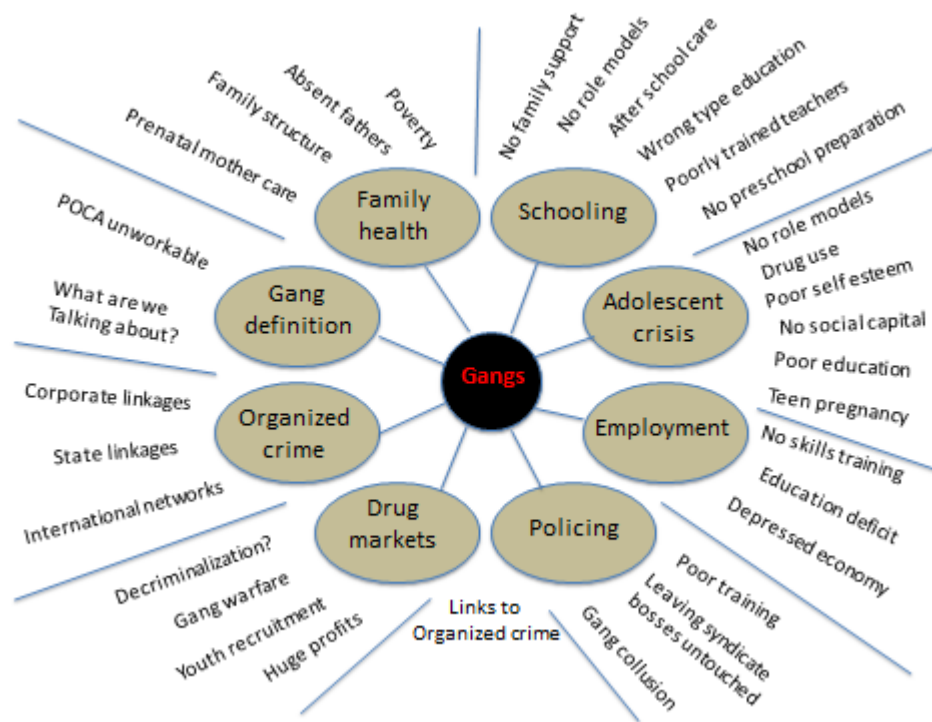 Gangs
Family
health
Prenatal mother care
Family structure
Absent fathers
Poverty
Schooling
No family support
No role models
After school care
Wrong type education
Poorly trained teachers
No preschool preparation
Adolescent
crisis
No role models
Drug use
Poor self esteem
No social capital
Poor education
Teen pregnancy
Employment
No skills training
Education deficit
Depressed economy
Policing
Poor training
Leaving syndicate
bosses untouched
Gang collusion
Links to
Organized crime
Drug
markets
Decriminalization?
Gang warfare
Youth recruitment
Huge profits
Organized
crime
Corporate linkages
State linkages
International networks
Gang
definition
POCA unworkable
What are we
Talking about?